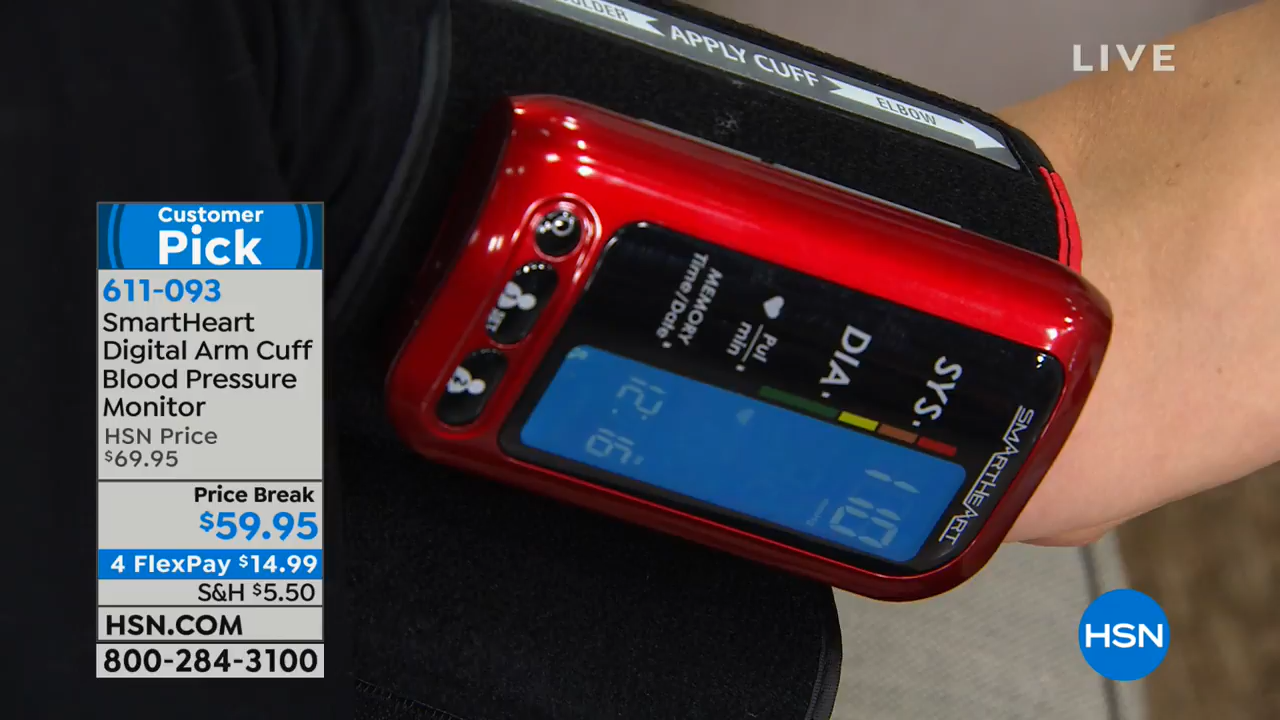 SHOULDER
APPLY CUFF
ELBOW
LIVE
Customer
Pick
611-093
SmartHeart
Digital Arm Cuff
Blood Pressure
Monitor
HSN Price
$69.95
Price Break
$59.95
4 FlexPay $14.99
S&H $5.50
HSN.COM
800-284-3100
SYS.
DIA.
Pul
min
MEMORY
Time/Date
SET
SMARTHEART
HSN